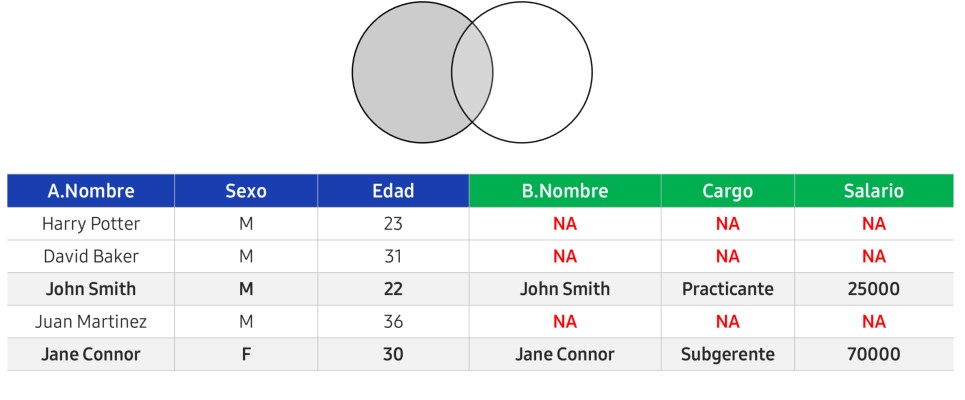 A.Nombre Sexo Edad B.Nombre Cargo Salario
Harry Potter M 23 NA NA NA
David Baker M 31 NA NA NA
John Smith M 22 John Smith Practicante 25000
Juan Martinez M 36 NA NA NA
Jane Connor F 30 Jane Connor Subgerente 70000